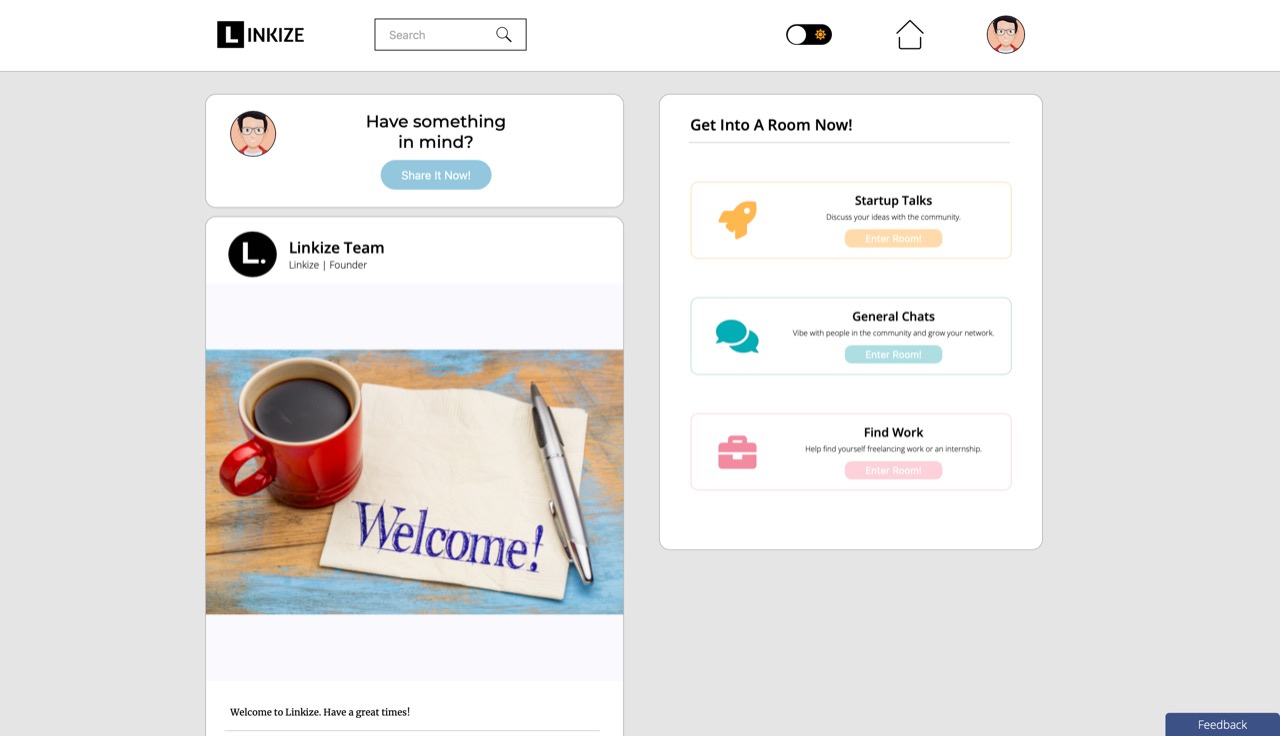 L INKIZE
Search
Have something
in mind?
Share It Now!
L.
Linkize Team
Linkize | Founder
Welcome!
Welcome to Linkize. Have a great times!
Get Into A Room Now!
Startup Talks
Discuss your ideas with the community.
Enter Room!
General Chats
Vibe with people in the community and grow your network.
Enter Room!
Find Work
Help find yourself freelancing work or an internship.
Enter Room!
Feedback